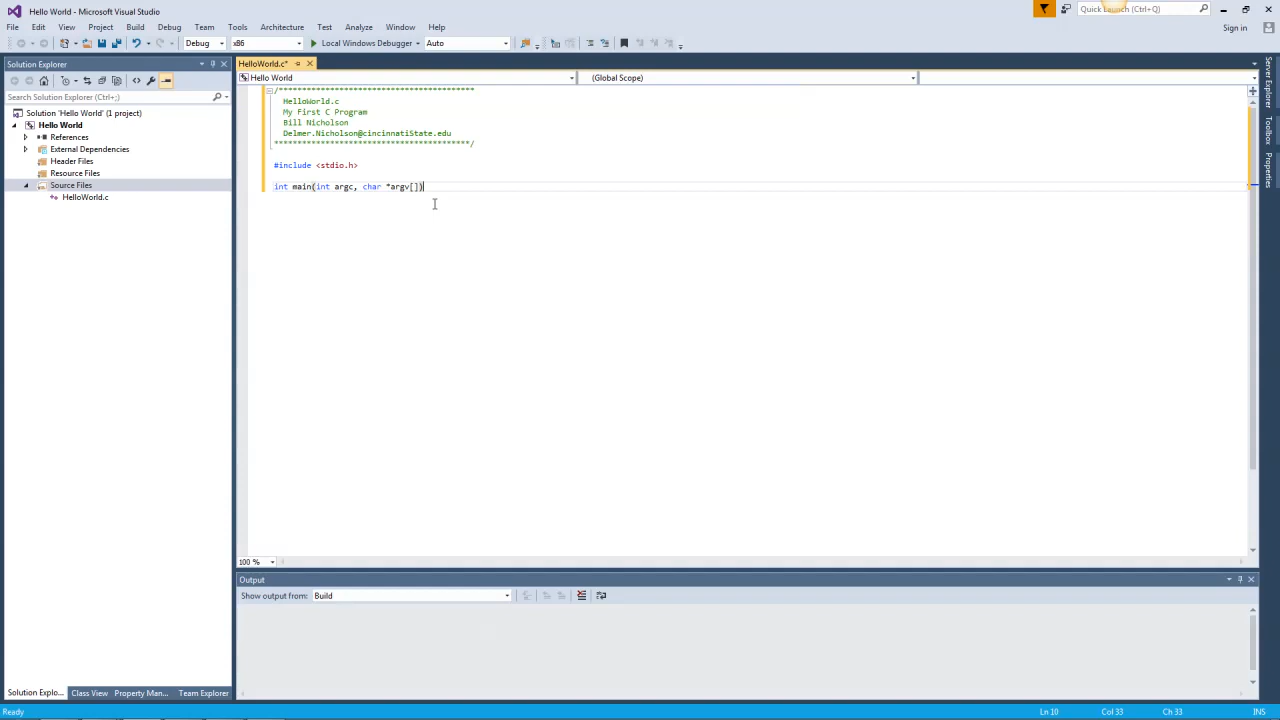 Hello World - Microsoft Visual Studio
Quick Launch (Ctrl+Q)
File Edit View Project Build Debug Team Tools Architecture Test Analyze Window Help
Sign in
Debug x86 Local Windows Debugger Auto
Solution Explorer
HelloWorld.c*
Hello World
(Global Scope)
Search Solution Explorer (Ctrl+;)
Solution 'Hello World' (1 project)
Hello World
References
External Dependencies
Header Files
Resource Files
Source Files
HelloWorld.c
/******************************************
HelloWorld.c
My First C Program
Bill Nicholson
Delmer.Nicholson@cincinnatiState.edu
******************************************/
#include <stdio.h>
int main(int argc, char *argv[])
Server Explorer
Toolbox
Properties
100 %
Output
Show output from: Build
Solution Explo... Class View Property Man... Team Explorer
Ready
Ln 10 Col 33 Ch 33 INS